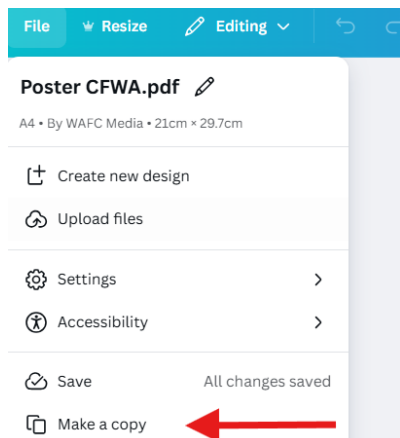 File Resize Editing
Poster CFWA.pdf
A4 • By WAFC Media • 21cm × 29.7cm
Create new design
Upload files
Settings
Accessibility
Save All changes saved
Make a copy